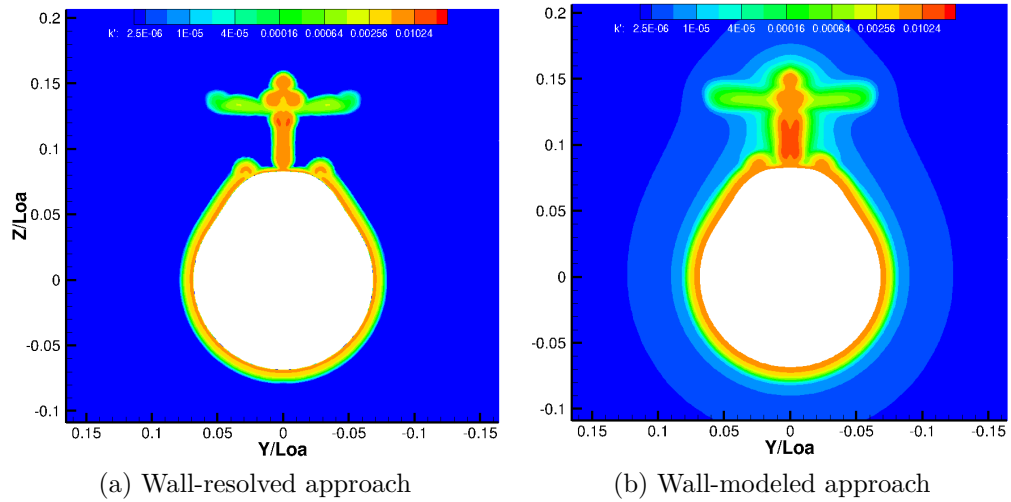 k': 2.5E-06 1E-05 4E-05 0.00016 0.00064 0.00256 0.01024
0.2
0.15
0.1
0.05
0
-0.05
-0.1
Z/Loa
0.15 0.1 0.05 0 -0.05 -0.1 -0.15
Y/Loa
(a) Wall-resolved approach
k': 2.5E-06 1E-05 4E-05 0.00016 0.00064 0.00256 0.01024
0.2
0.15
0.1
0.05
0
-0.05
-0.1
0.15 0.1 0.05 0 -0.05 -0.1 -0.15
Y/Loa
(b) Wall-modeled approach